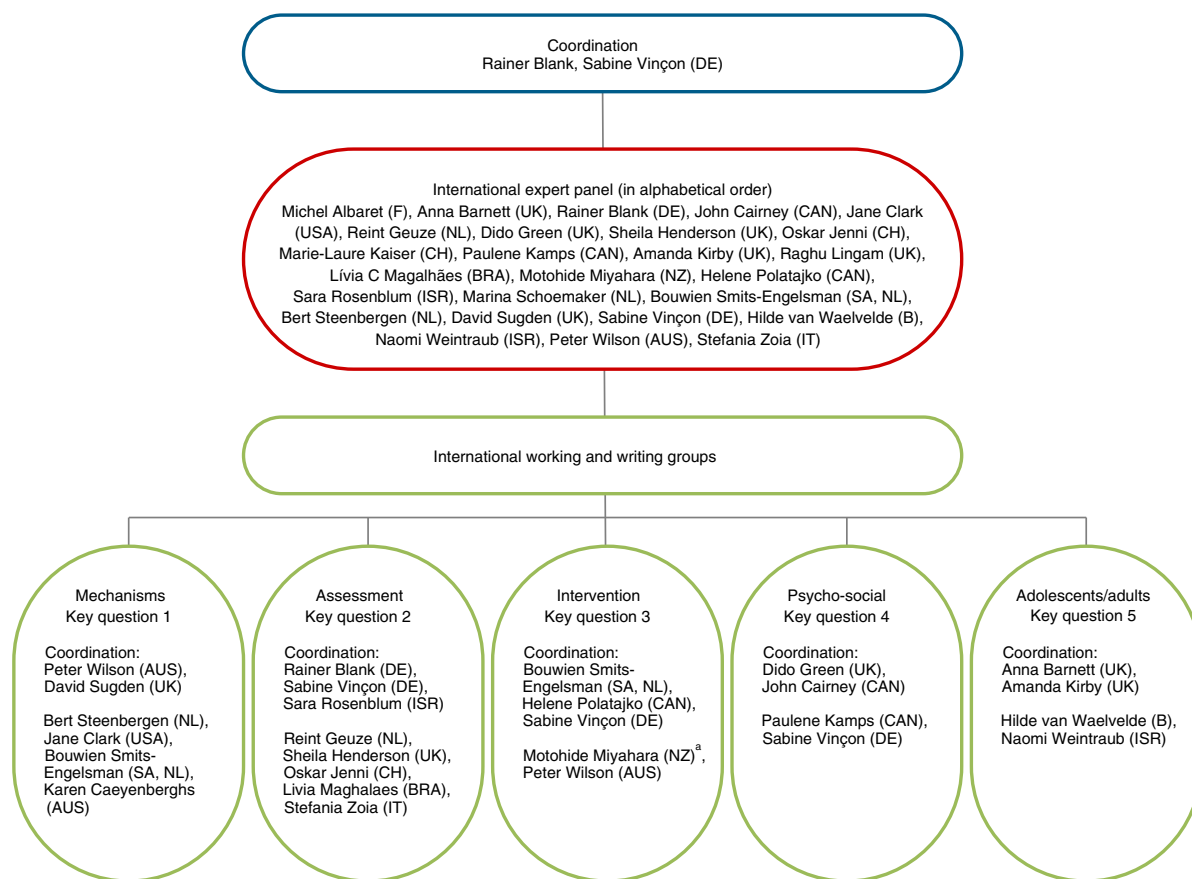 Coordination
Rainer Blank, Sabine Vinçon (DE)
International expert panel (in alphabetical order)
Michel Albaret (F), Anna Barnett (UK), Rainer Blank (DE), John Cairney (CAN), Jane Clark
(USA), Reint Geuze (NL), Dido Green (UK), Sheila Henderson (UK), Oskar Jenni (CH),
Marie-Laure Kaiser (CH), Paulene Kamps (CAN), Amanda Kirby (UK), Raghu Lingam (UK),
Lívia C Magalhães (BRA), Motohide Miyahara (NZ), Helene Polatajko (CAN),
Sara Rosenblum (ISR), Marina Schoemaker (NL), Bouwien Smits-Engelsman (SA, NL),
Bert Steenbergen (NL), David Sugden (UK), Sabine Vinçon (DE), Hilde van Waelvelde (B),
Naomi Weintraub (ISR), Peter Wilson (AUS), Stefania Zoia (IT)
International working and writing groups
Mechanisms
Key question 1
Coordination:
Peter Wilson (AUS),
David Sugden (UK)
Bert Steenbergen (NL),
Jane Clark (USA),
Bouwien Smits-
Engelsman (SA, NL),
Karen Caeyenberghs
(AUS)
Assessment
Key question 2
Coordination:
Rainer Blank (DE),
Sabine Vinçon (DE),
Sara Rosenblum (ISR)
Reint Geuze (NL),
Sheila Henderson (UK),
Oskar Jenni (CH),
Livia Maghalaes (BRA),
Stefania Zoia (IT)
Intervention
Key question 3
Coordination:
Bouwien Smits-
Engelsman (SA, NL),
Helene Polatajko (CAN),
Sabine Vinçon (DE)
Motohide Miyahara (NZ)ª,
Peter Wilson (AUS)
Psycho-social
Key question 4
Coordination:
Dido Green (UK),
John Cairney (CAN)
Paulene Kamps (CAN),
Sabine Vinçon (DE)
Adolescents/adults
Key question 5
Coordination:
Anna Barnett (UK),
Amanda Kirby (UK)
Hilde van Waelvelde (B),
Naomi Weintraub (ISR)